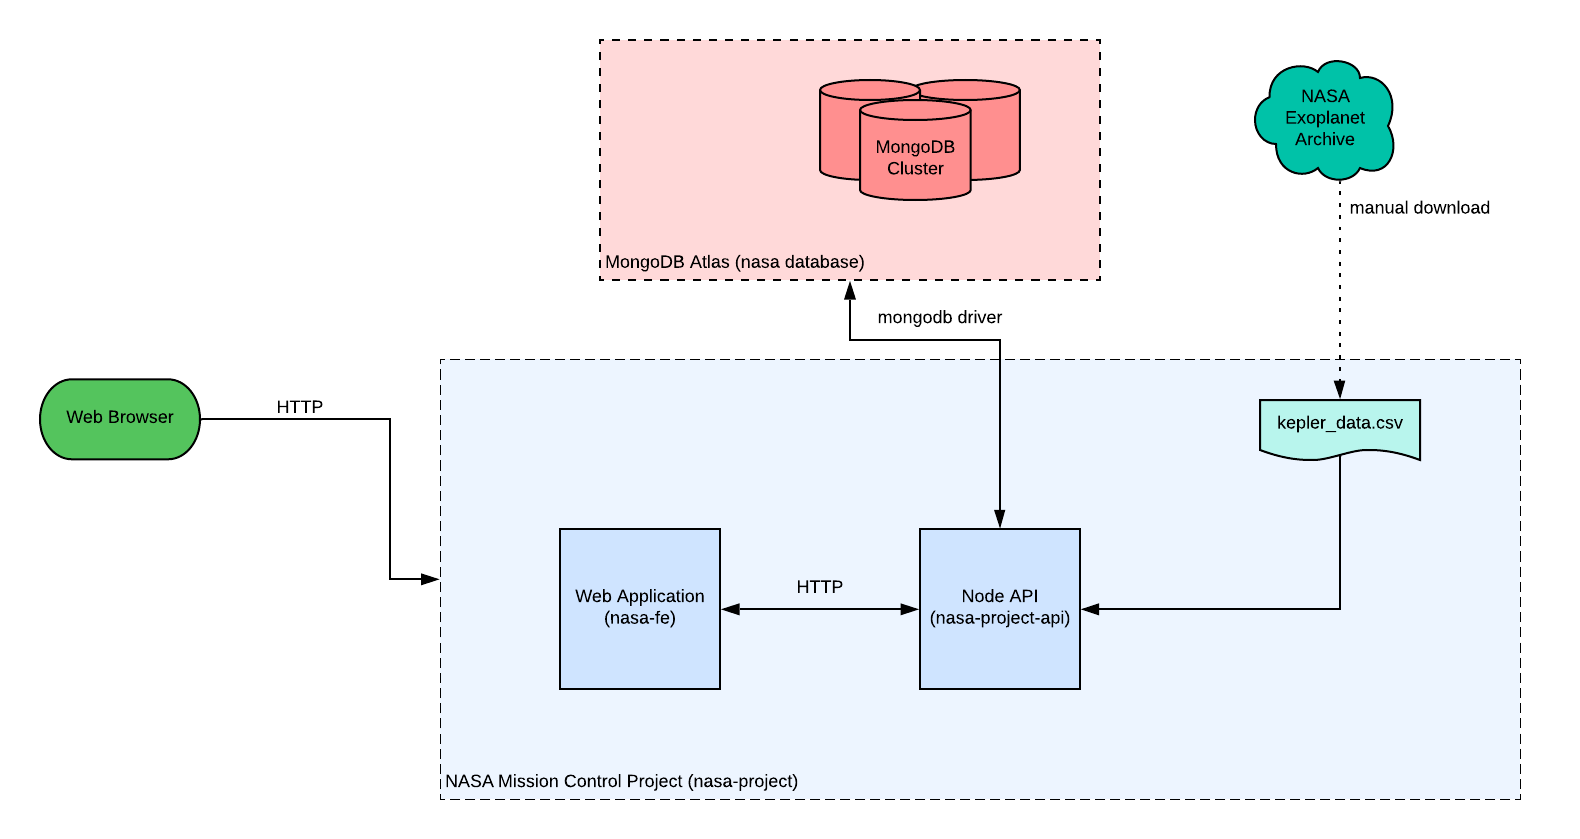 NASA
Exoplanet
Archive
MongoDB
Cluster
manual download
MongoDB Atlas (nasa database)
mongodb driver
HTTP
Web Browser
kepler_data.csv
HTTP
Web Application
(nasa-fe)
Node API
(nasa-project-api)
NASA Mission Control Project (nasa-project)